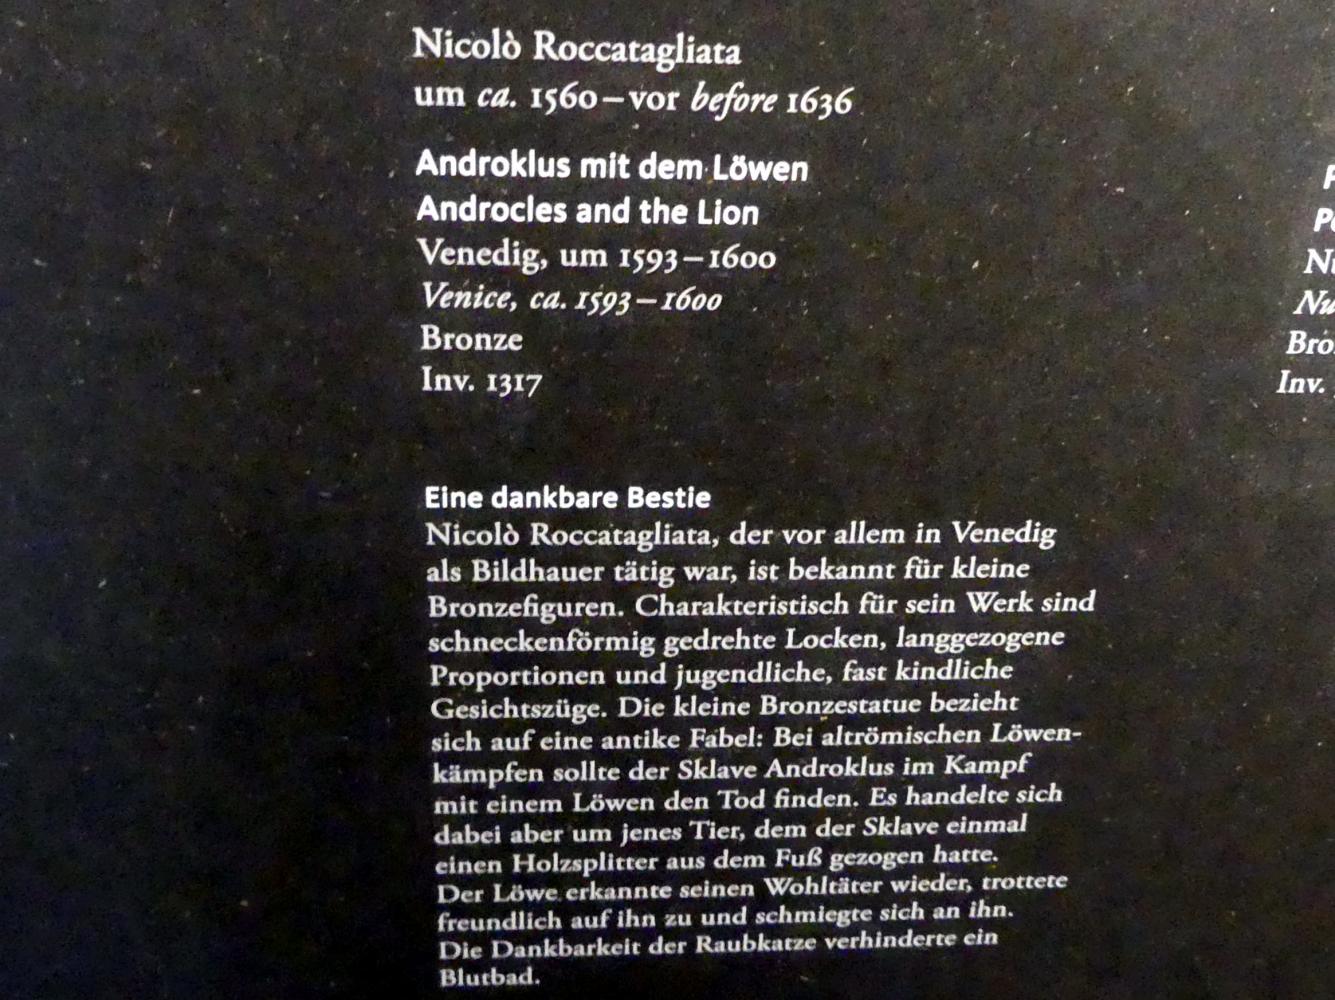 Nicolò Roccatagliata
um ca. 1560–vor before 1636
Androklus mit dem Löwen
Androcles and the Lion
Venedig, um 1593–1600
Venice, ca. 1593–1600
Bronze
Inv. 1317
Eine dankbare Bestie
Nicolò Roccatagliata, der vor allem in Venedig
als Bildhauer tätig war, ist bekannt für kleine
Bronzefiguren. Charakteristisch für sein Werk sind
schneckenförmig gedrehte Locken, langgezogene
Proportionen und jugendliche, fast kindliche
Gesichtszüge. Die kleine Bronzestatue bezieht
sich auf eine antike Fabel: Bei altrömischen Löwen-
kämpfen sollte der Sklave Androklus im Kampf
mit einem Löwen den Tod finden. Es handelte sich
dabei aber um jenes Tier, dem der Sklave einmal
einen Holzsplitter aus dem Fuß gezogen hatte.
Der Löwe erkannte seinen Wohltäter wieder, trottete
freundlich auf ihn zu und schmiegte sich an ihn.
Die Dankbarkeit der Raubkatze verhinderte ein
Blutbad.
Inv.